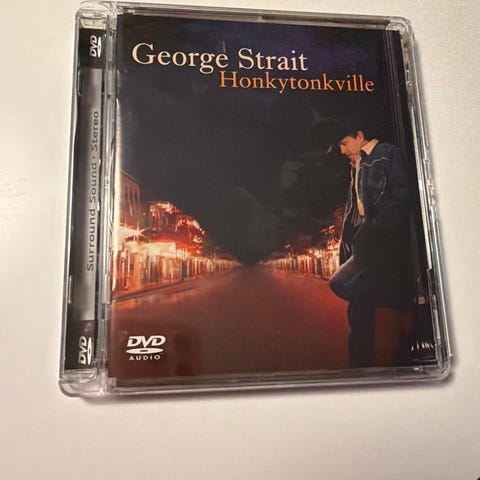 George Strait
Honkytonkville
DVD
Surround Sound · Stereo
DVD
DVD
AUDIO